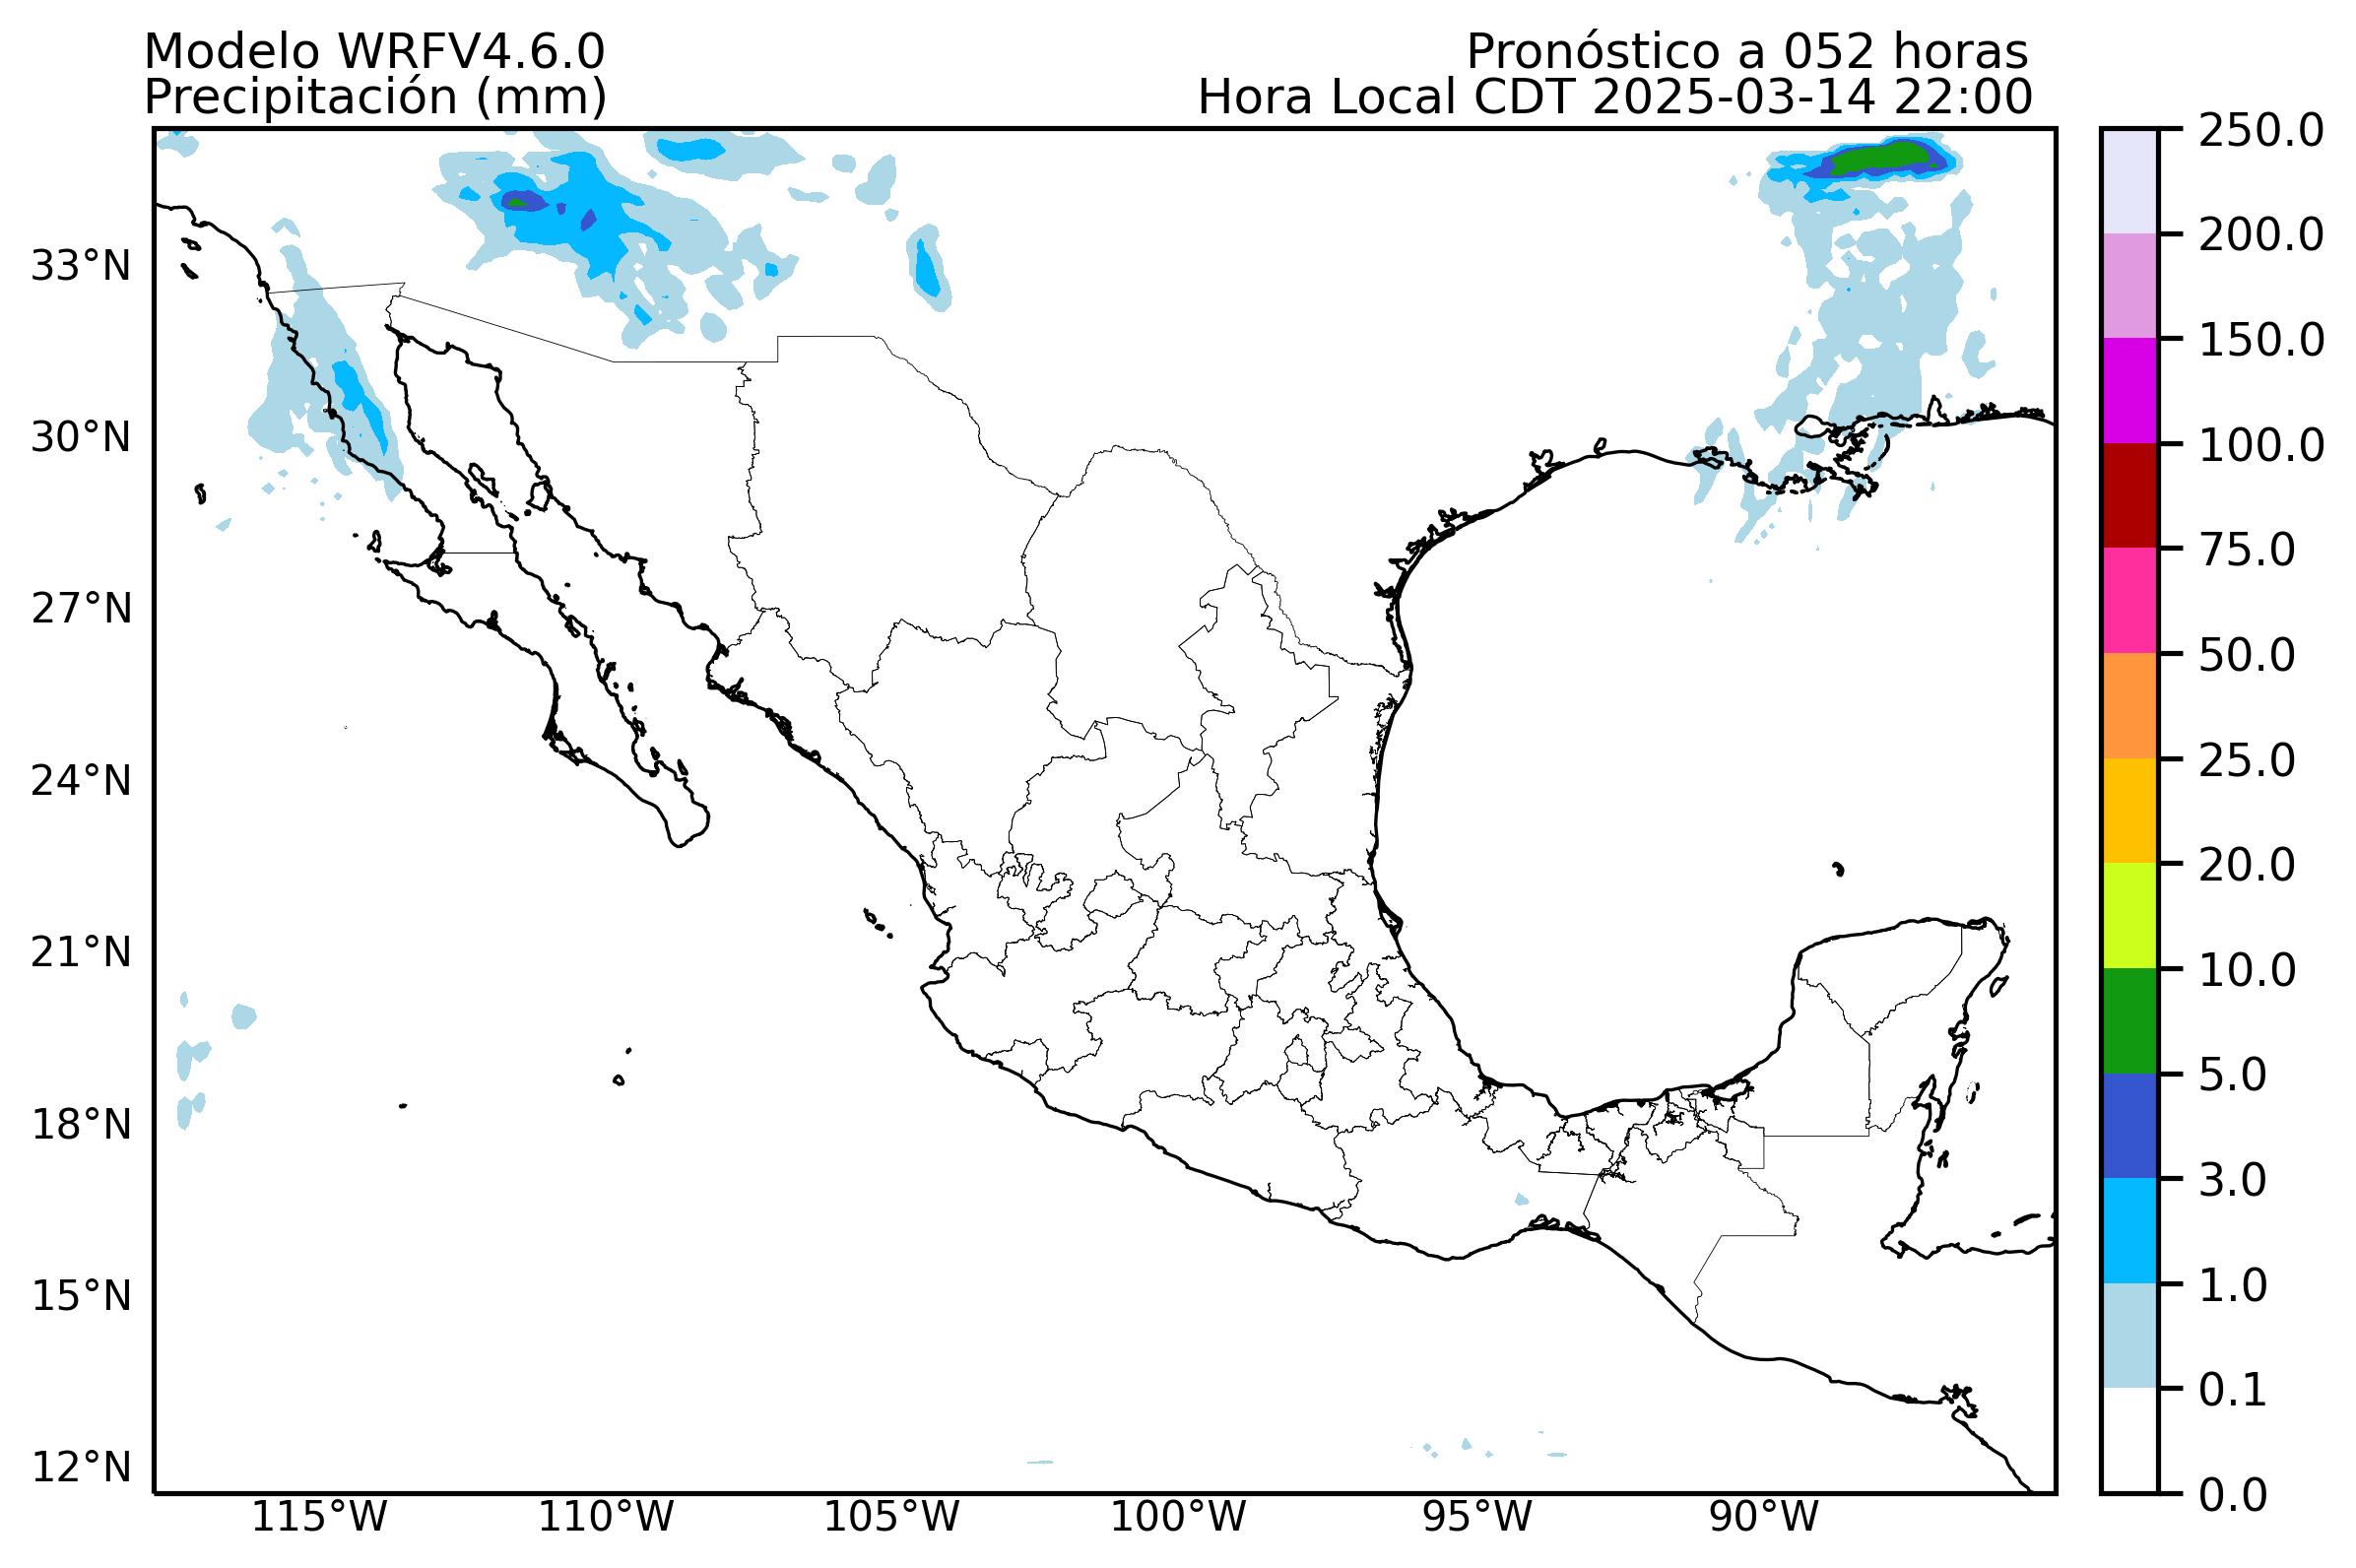 Modelo WRFV4.6.0
Pronóstico a 052 horas
Precipitación (mm)
Hora Local CDT 2025-03-14 22:00
33°N
30°N
27°N
24°N
21°N
18°N
15°N
12°N
115°W
110°W
105°W
100°W
95°W
90°W
250.0
200.0
150.0
100.0
75.0
50.0
25.0
20.0
10.0
5.0
3.0
1.0
0.1
0.0